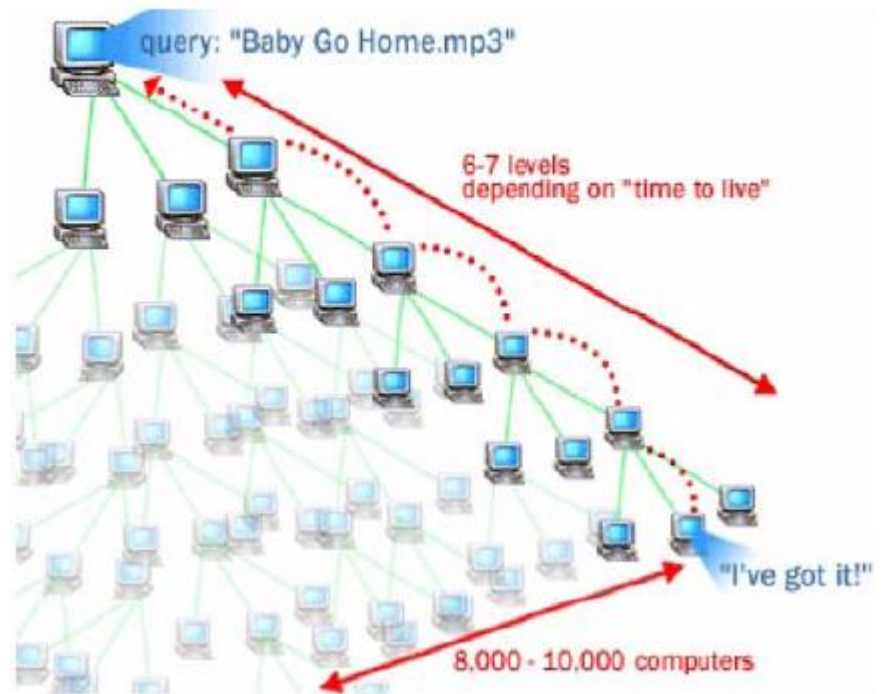 query: "Baby Go Home.mp3"
6-7 levels
depending on "time to live"
"I've got it!"
8,000 - 10,000 computers